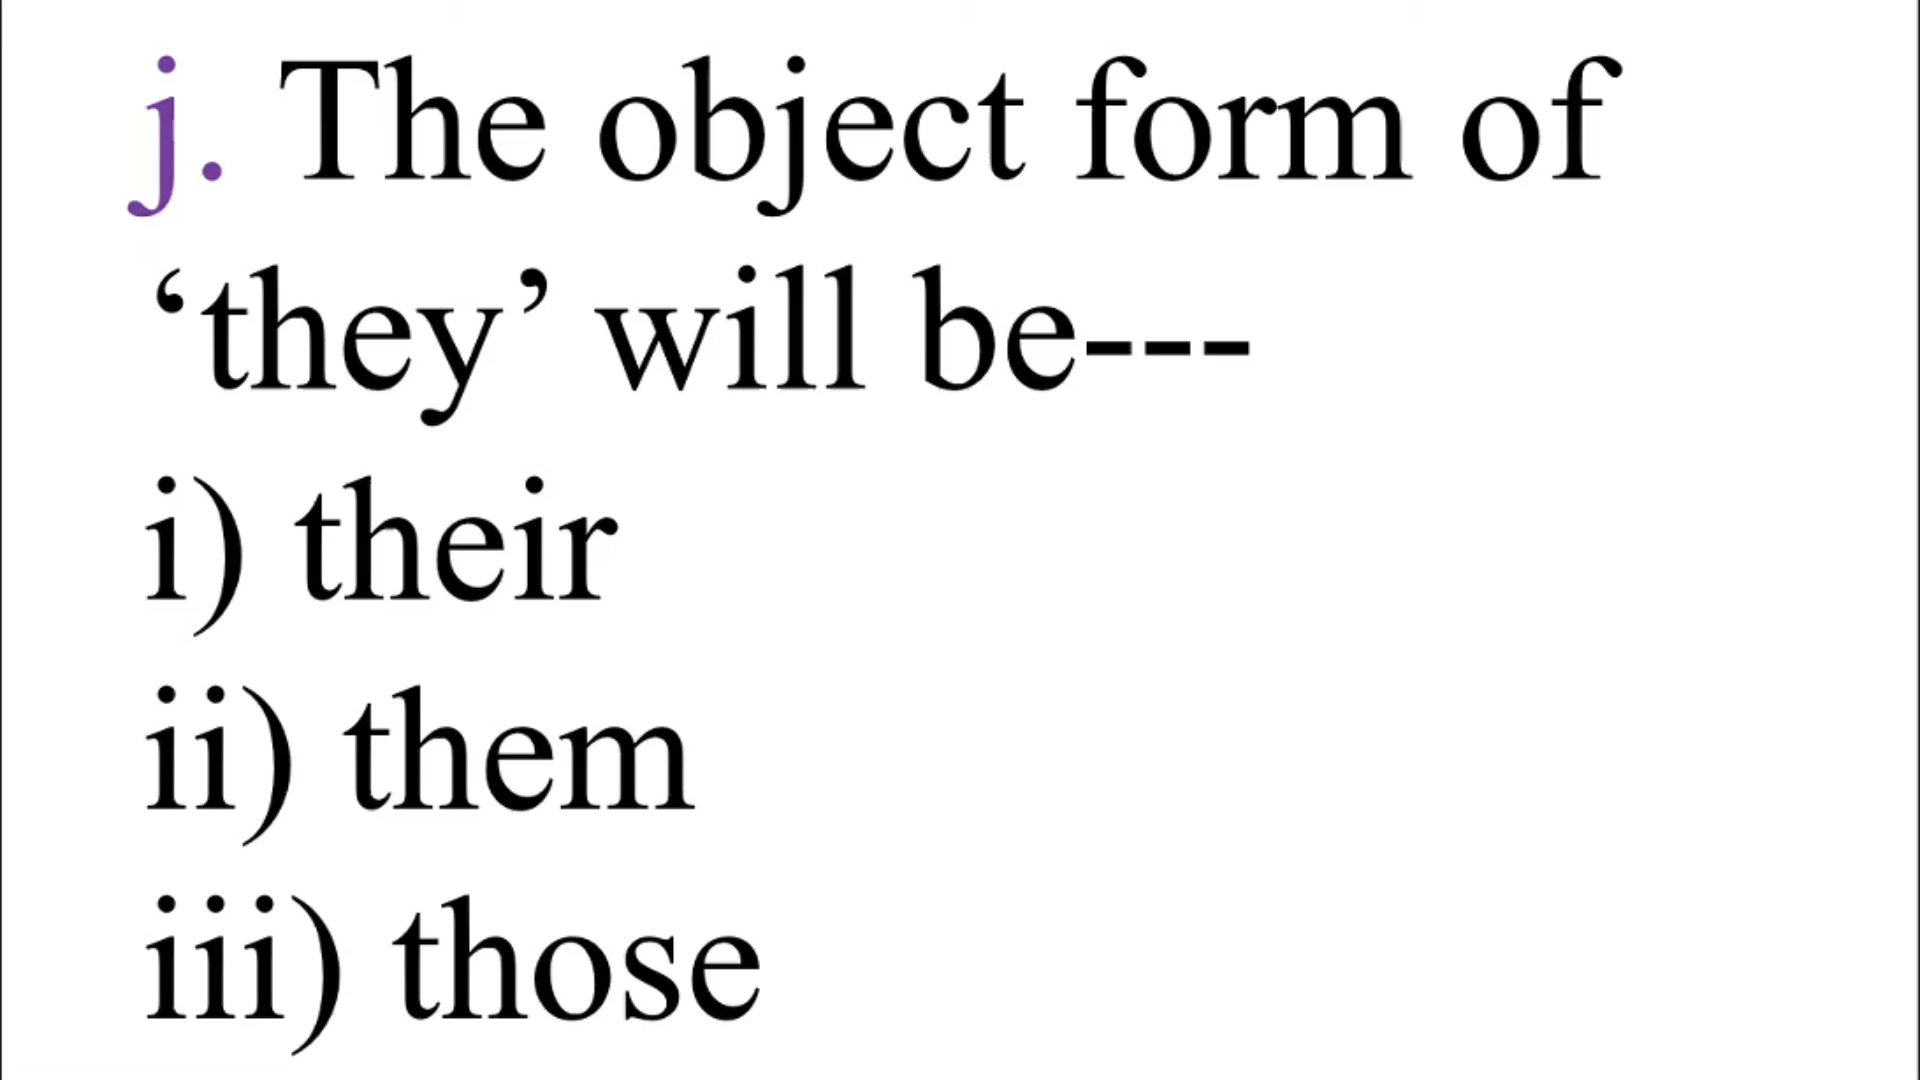 j. The object form of
‘they’ will be---
i) their
ii) them
iii) those